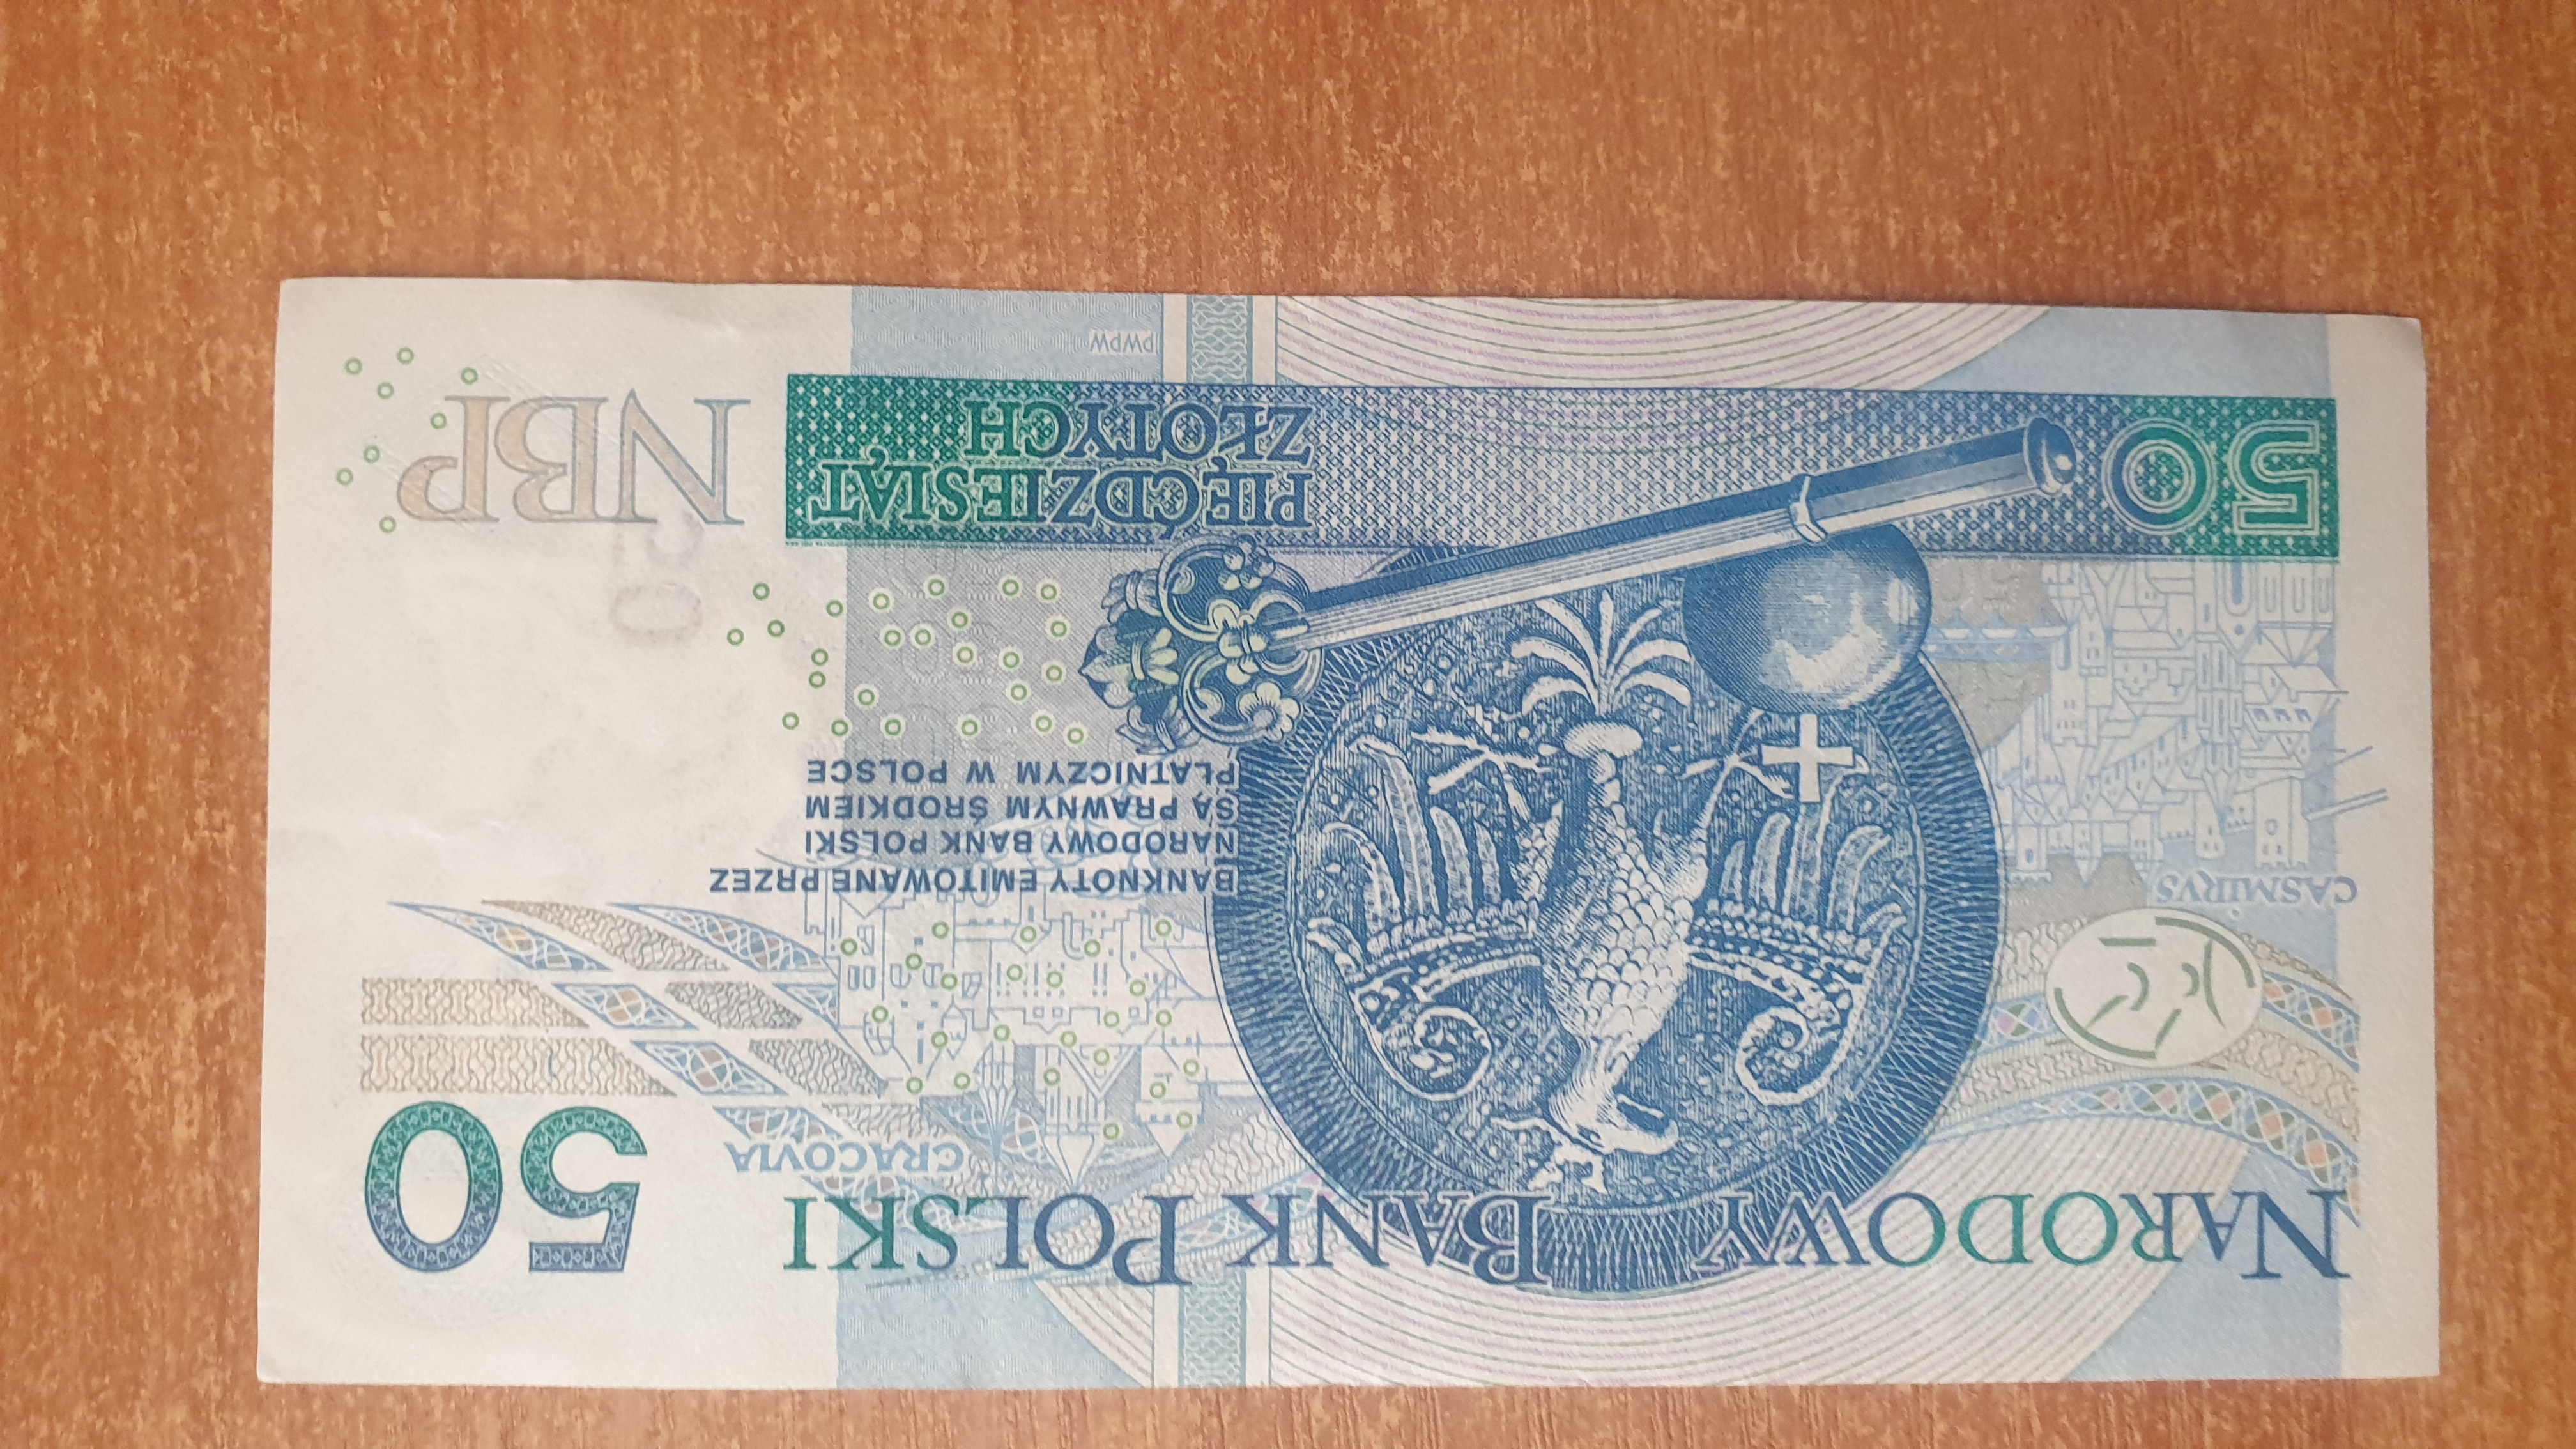 NARODOWY BANK POLSKI 50
CRACOVIA
BANKNOTY EMITOWANE PRZEZ
NARODOWY BANK POLSKI
SĄ PRAWNYM ŚRODKIEM
PŁATNICZYM W POLSCE
CASMIRVS
50
50
PIĘĆDZIESIĄT
ZŁOTYCH
NBP
PWPW